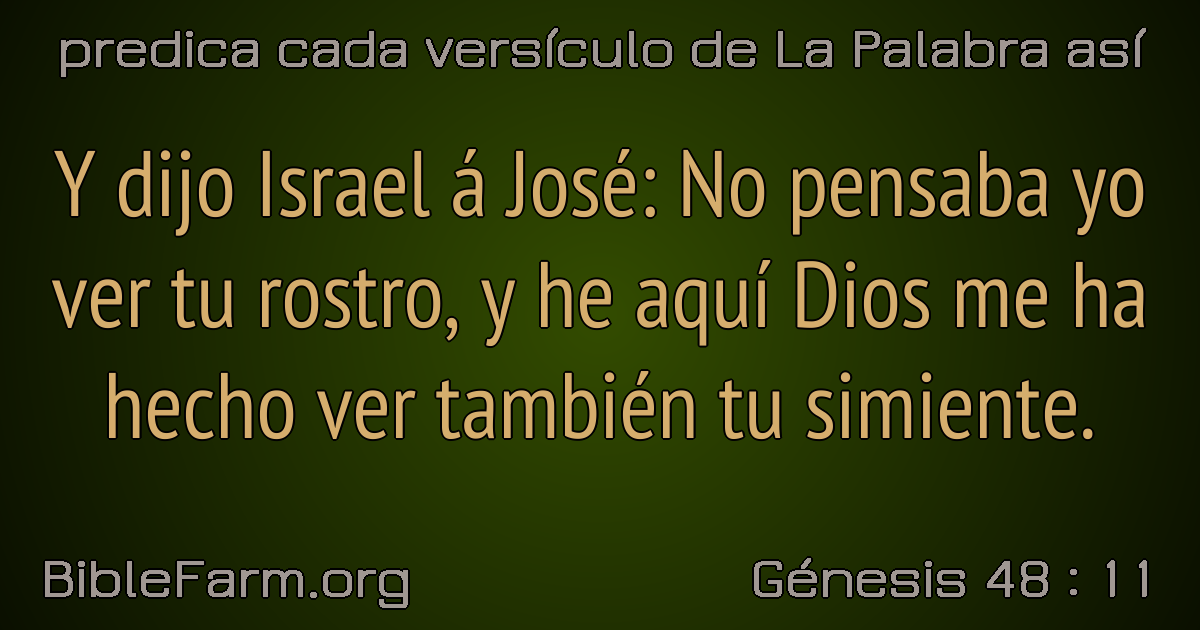 predica cada versículo de La Palabra así
Y dijo Israel á José: No pensaba yo
ver tu rostro, y he aquí Dios me ha
hecho ver también tu simiente.
BibleFarm.org
Génesis 48 : 11